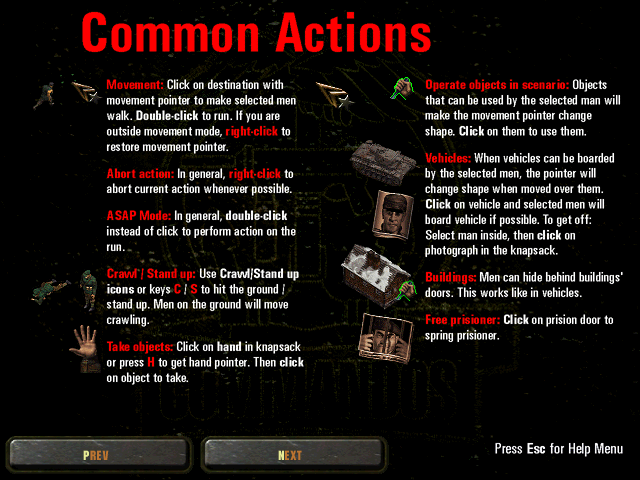 Common Actions
Movement: Click on destination with
movement pointer to make selected men
walk. Double-click to run. If you are
outside movement mode, right-click to
restore movement pointer.
Abort action: In general, right-click to
abort current action whenever possible.
ASAP Mode: In general, double-click
instead of click to perform action on the
run.
Crawl / Stand up: Use Crawl/Stand up
icons or keys C / S to hit the ground /
stand up. Men on the ground will move
crawling.
Take objects: Click on hand in knapsack
or press H to get hand pointer. Then click
on object to take.
Operate objects in scenario: Objects
that can be used by the selected man will
make the movement pointer change
shape. Click on them to use them.
Vehicles: When vehicles can be boarded
by the selected men, the pointer will
change shape when moved over them.
Click on vehicle and selected men will
board vehicle if possible. To get off:
Select man inside, then click on
photograph in the knapsack.
Buildings: Men can hide behind buildings'
doors. This works like in vehicles.
Free prisioner: Click on prision door to
spring prisioner.
COMMANDOS
PREV
NEXT
Press Esc for Help Menu